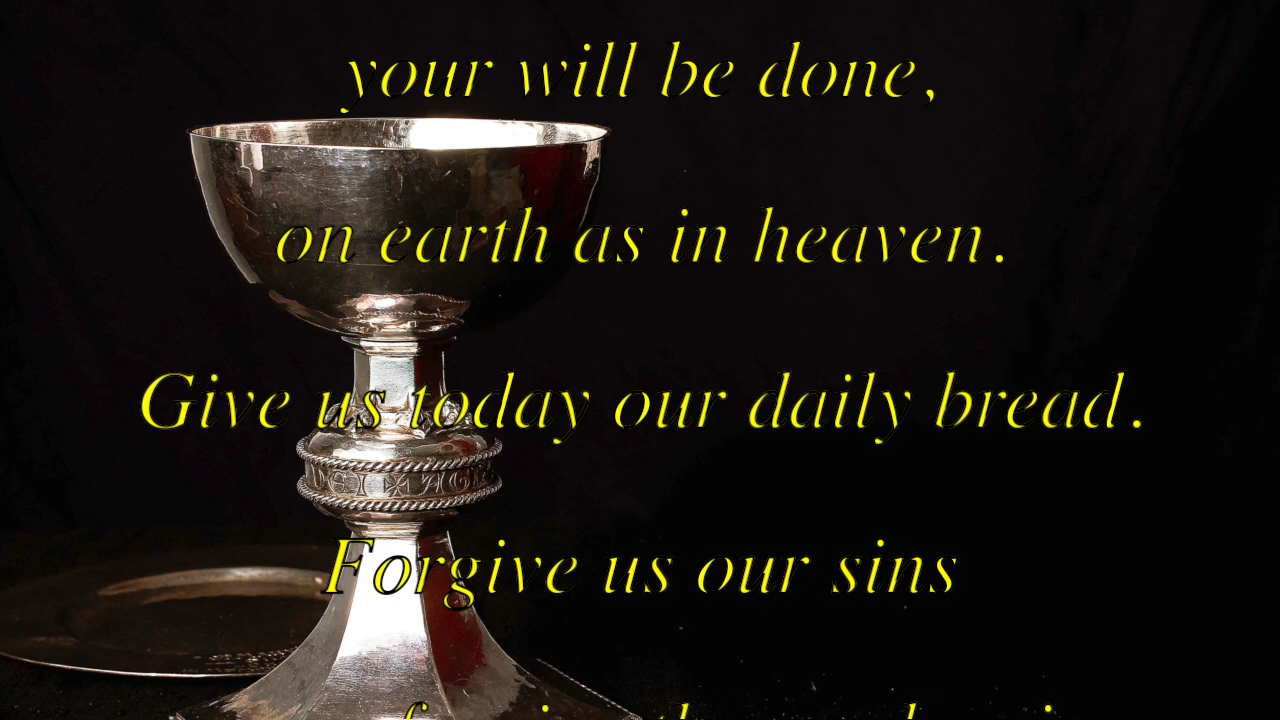 your will be done,
on earth as in heaven.
Give us today our daily bread.
Forgive us our sins